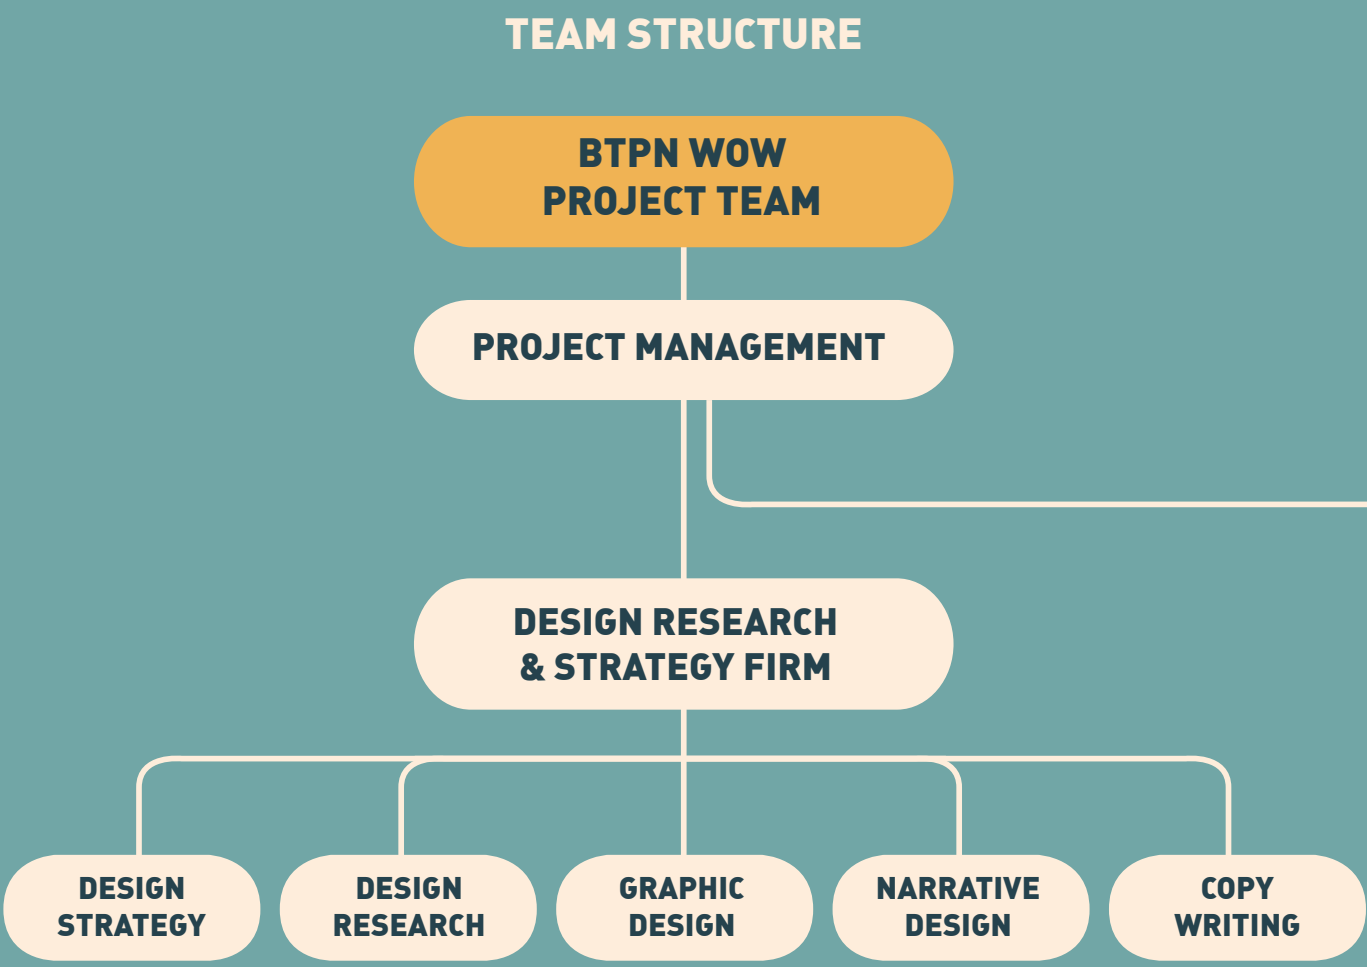 TEAM STRUCTURE
BTPN WOW
PROJECT TEAM
PROJECT MANAGEMENT
DESIGN RESEARCH
& STRATEGY FIRM
DESIGN
STRATEGY
DESIGN
RESEARCH
GRAPHIC
DESIGN
NARRATIVE
DESIGN
COPY
WRITING